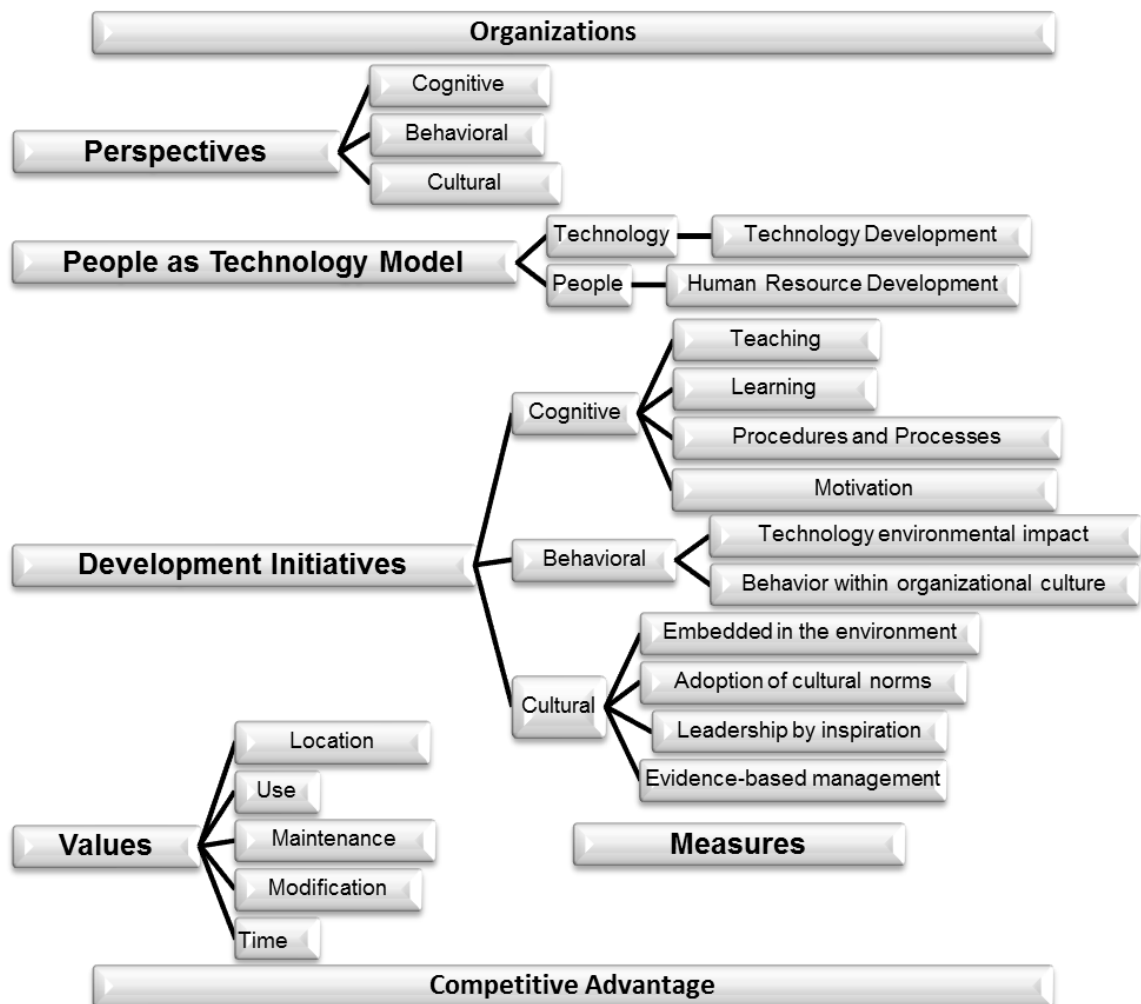 Organizations
Perspectives
Cognitive
Behavioral
Cultural
People as Technology Model
Technology
Technology Development
People
Human Resource Development
Development Initiatives
Cognitive
Teaching
Learning
Procedures and Processes
Motivation
Behavioral
Technology environmental impact
Behavior within organizational culture
Cultural
Embedded in the environment
Adoption of cultural norms
Leadership by inspiration
Evidence-based management
Values
Location
Use
Maintenance
Modification
Time
Measures
Competitive Advantage